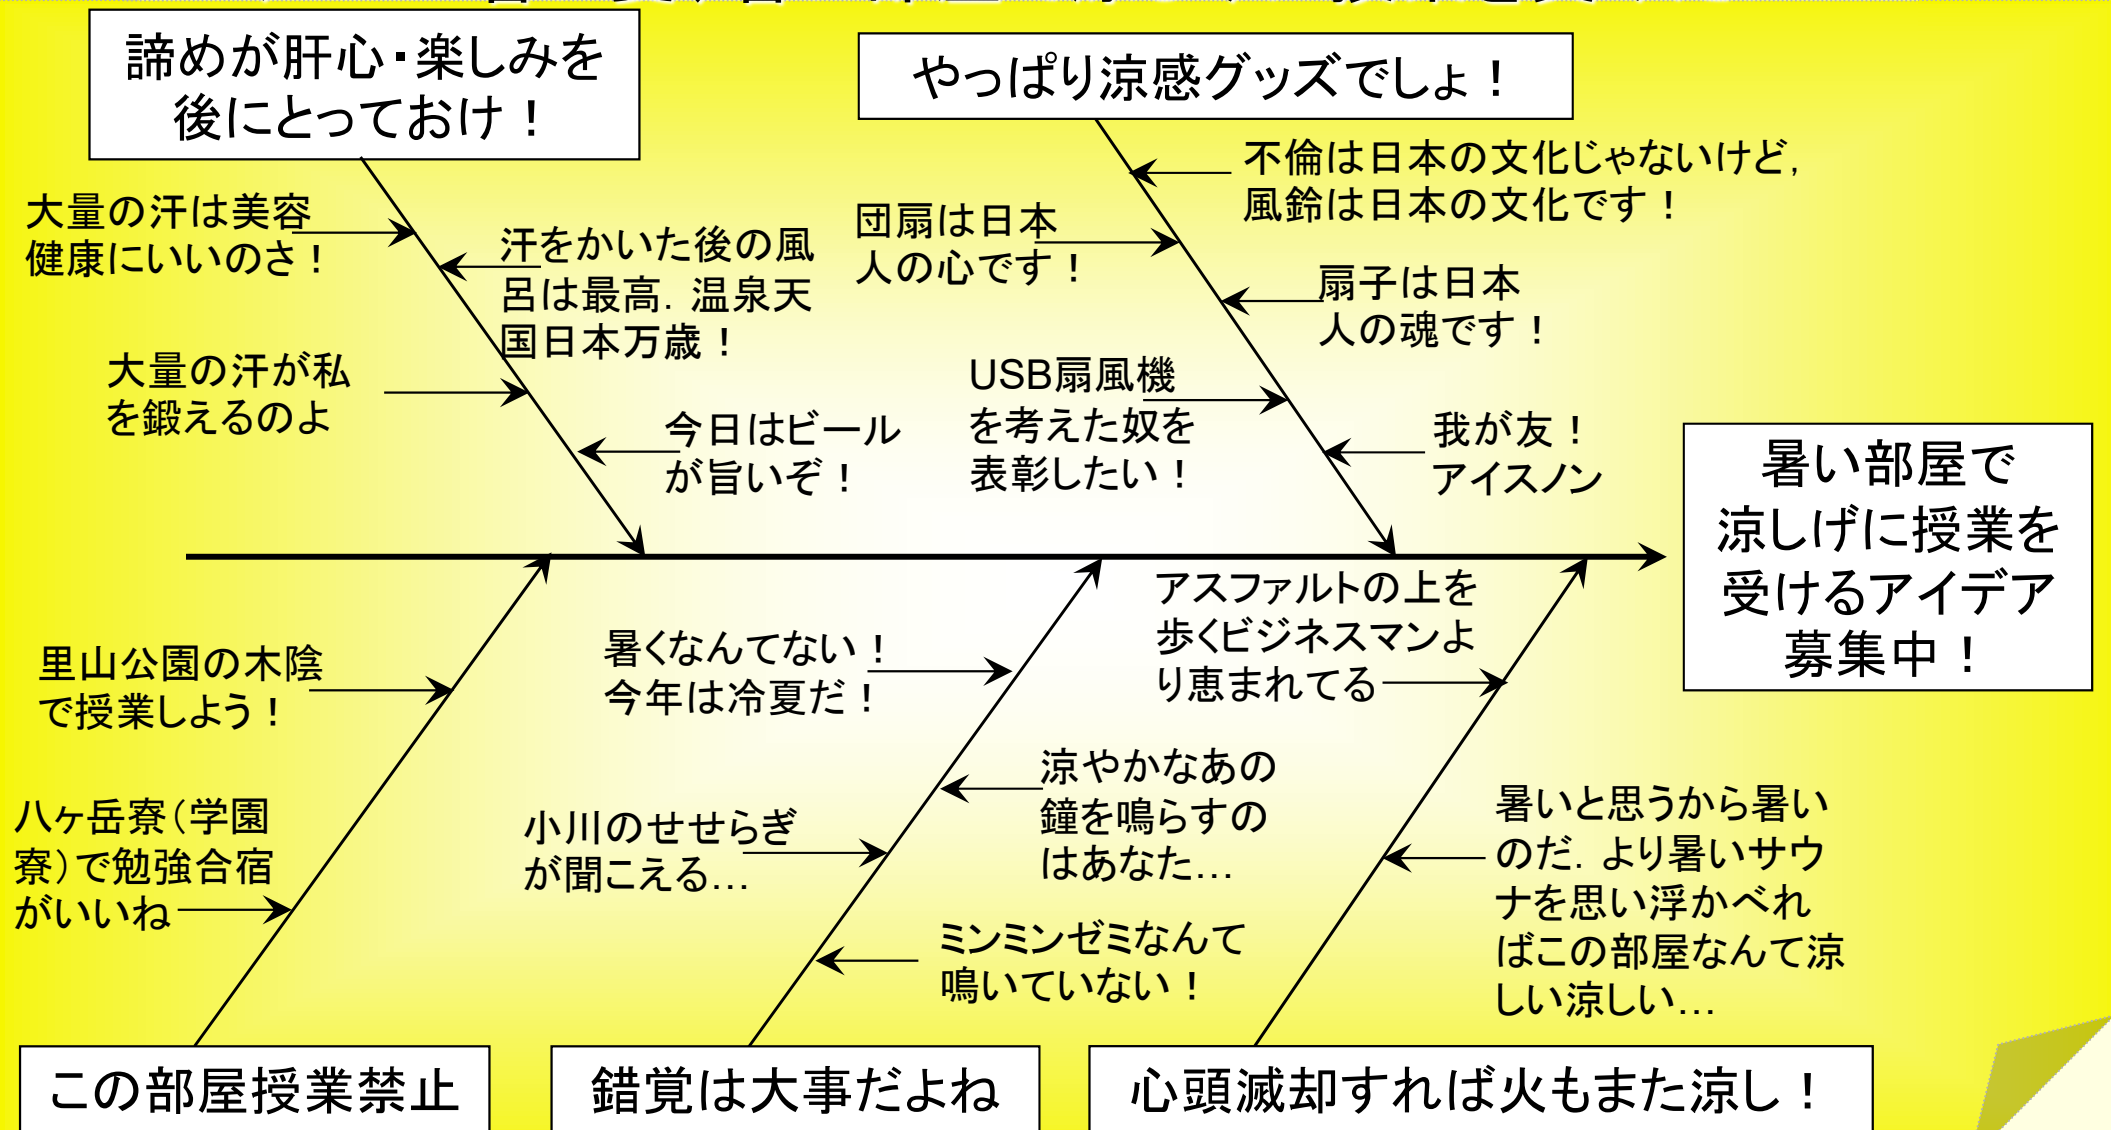 諦めが肝心・楽しみを
後にとっておけ！
やっぱり涼感グッズでしょ！
大量の汗は美容
健康にいいのさ！
汗をかいた後の風
呂は最高．温泉天
国日本万歳！
大量の汗が私
を鍛えるのよ
今日はビール
が旨いぞ！
不倫は日本の文化じゃないけど，
風鈴は日本の文化です！
団扇は日本
人の心です！
扇子は日本
人の魂です！
USB扇風機
を考えた奴を
表彰したい！
我が友！
アイスノン
暑い部屋で
涼しげに授業を
受けるアイデア
募集中！
里山公園の木陰
で授業しよう！
八ヶ岳寮（学園
寮）で勉強合宿
がいいね
暑くなんてない！
今年は冷夏だ！
小川のせせらぎ
が聞こえる…
涼やかなあの
鐘を鳴らすの
はあなた…
ミンミンゼミなんて
鳴いていない！
アスファルトの上を
歩くビジネスマンよ
り恵まれてる
暑いと思うから暑い
のだ．より暑いサウ
ナを思い浮かべれ
ばこの部屋なんて涼
しい涼しい…
この部屋授業禁止
錯覚は大事だよね
心頭滅却すれば火もまた涼し！